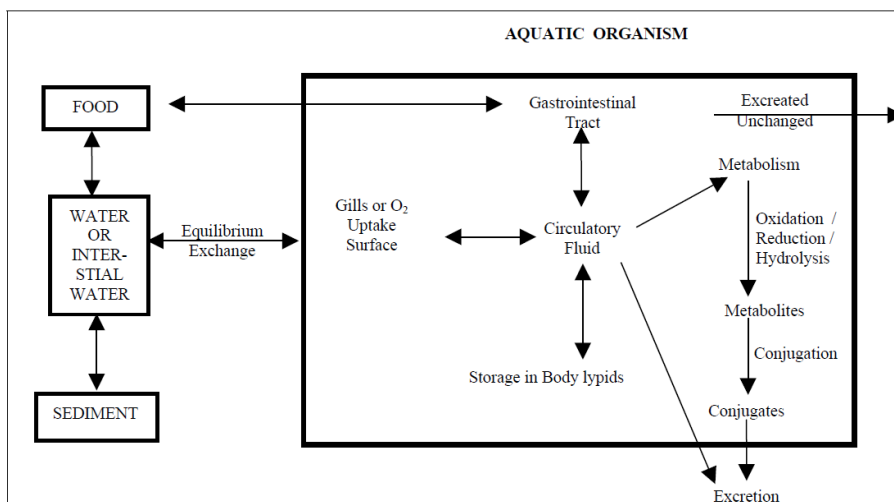 AQUATIC ORGANISM
FOOD
Gastrointestinal
Tract
Excreated
Unchanged
Metabolism
WATER
OR
INTER-
STIAL
WATER
Equilibrium
Exchange
Gills or O₂
Uptake
Surface
Circulatory
Fluid
Oxidation /
Reduction /
Hydrolysis
Metabolites
Conjugation
Storage in Body lypids
SEDIMENT
Conjugates
Excretion